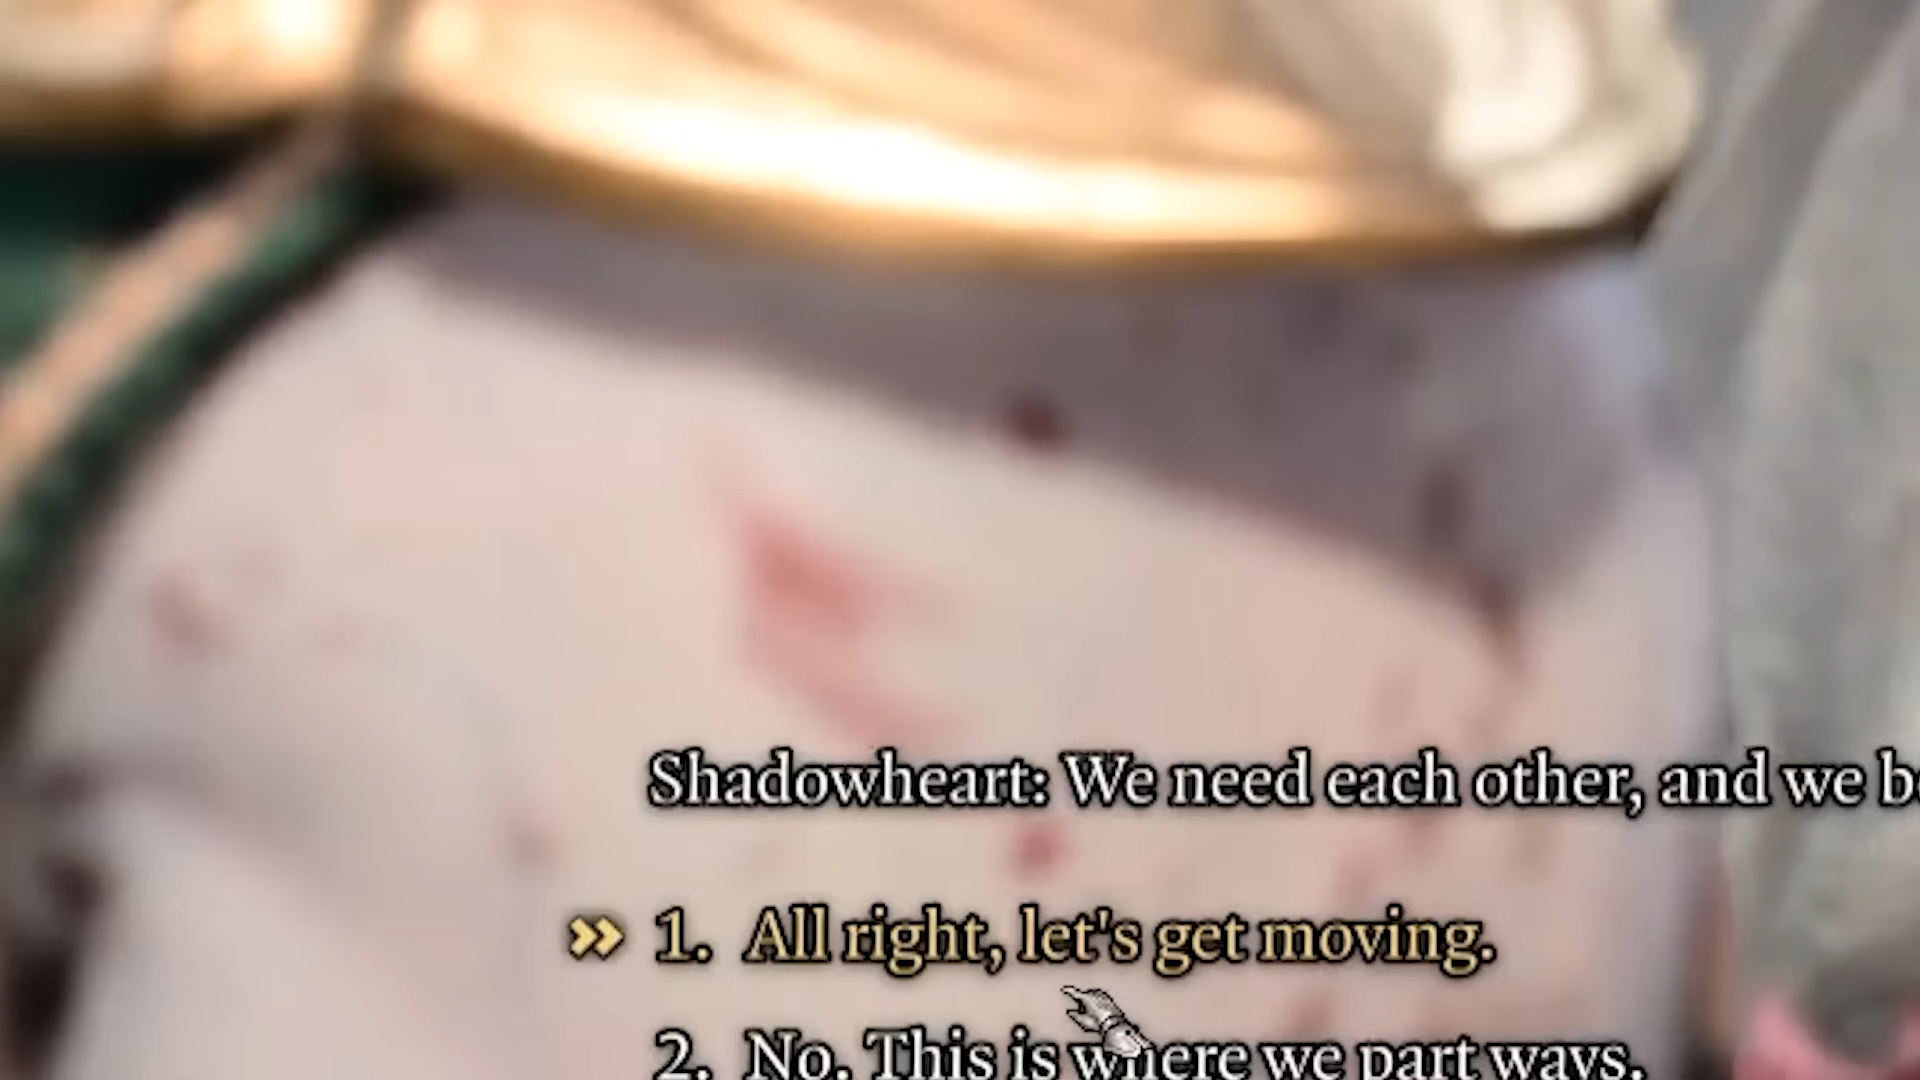 Shadowheart: We need each other, and we
1. All right, let's get moving.
2. No. This is where we part ways.